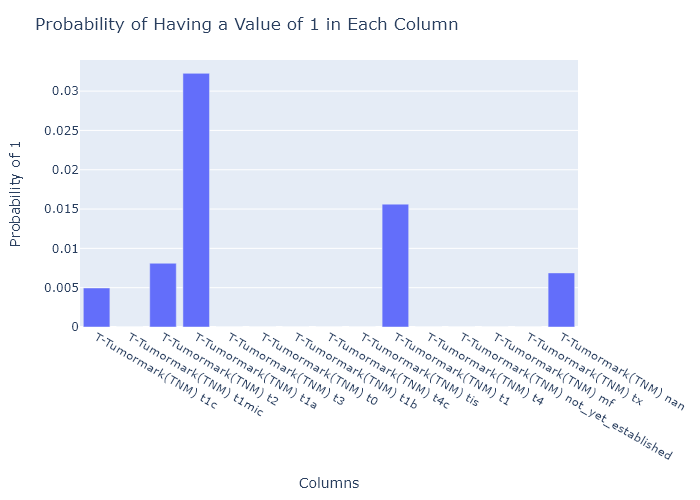 Probability of Having a Value of 1 in Each Column
Probability of 1
0.03
0.025
0.02
0.015
0.01
0.005
0
T-Tumormark(TNM) t1c
T-Tumormark(TNM) t1mic
T-Tumormark(TNM) t2
T-Tumormark(TNM) t1a
T-Tumormark(TNM) t3
T-Tumormark(TNM) t0
T-Tumormark(TNM) t1b
T-Tumormark(TNM) t4c
T-Tumormark(TNM) tis
T-Tumormark(TNM) t1
T-Tumormark(TNM) t4
T-Tumormark(TNM) not_yet_established
T-Tumormark(TNM) mf
T-Tumormark(TNM) tx
T-Tumormark(TNM) nan
Columns